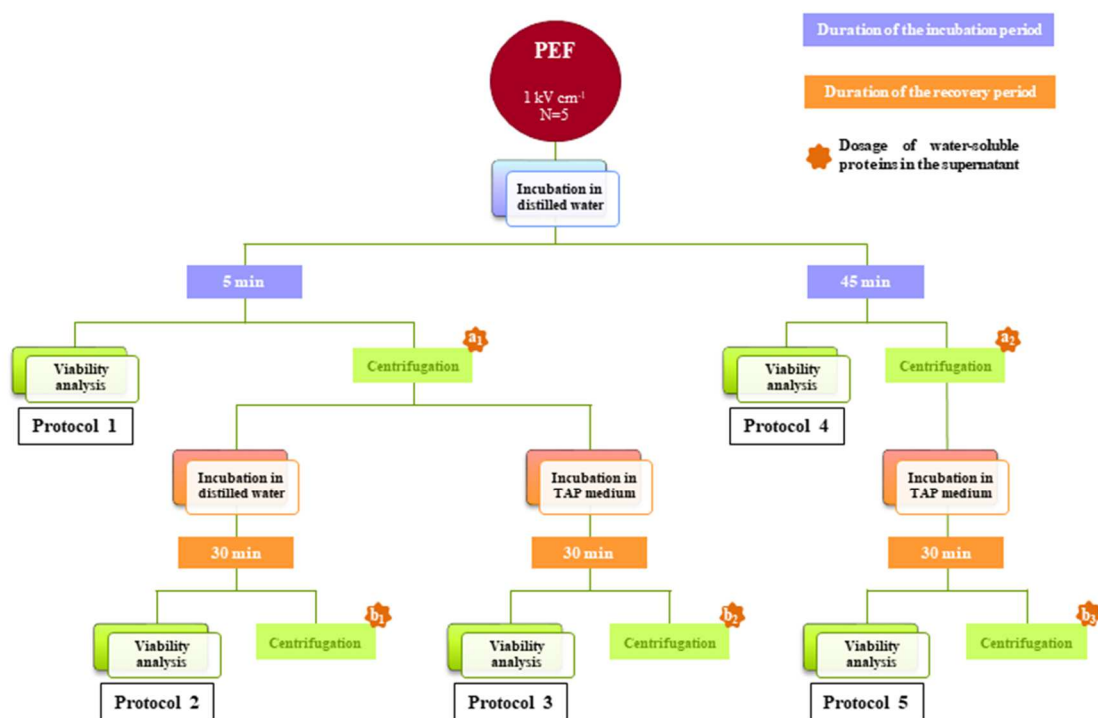 PEF
1 kV cm⁻¹
N=5
Duration of the incubation period
Duration of the recovery period
Dosage of water-soluble
proteins in the supernatant
Incubation in
distilled water
5 min
45 min
Viability
analysis
Protocol 1
Centrifugation
a₁
Viability
analysis
Protocol 4
Centrifugation
a₂
Incubation in
distilled water
Incubation in
TAP medium
Incubation in
TAP medium
30 min
30 min
30 min
Viability
analysis
Protocol 2
Centrifugation
b₁
Viability
analysis
Protocol 3
Centrifugation
b₂
Viability
analysis
Protocol 5
Centrifugation
b₃